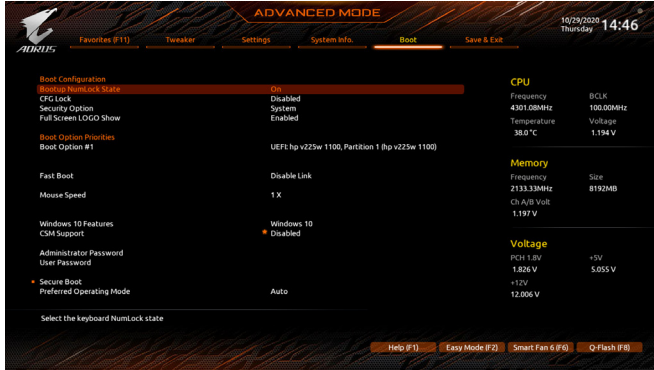 ADVANCED MODE
10/29/2020 Thursday 14:46
AORUS
Favorites (F11) Tweaker Settings System Info. Boot Save & Exit
Boot Configuration
Bootup NumLock State On
CFG Lock Disabled
Security Option System
Full Screen LOGO Show Enabled
Boot Option Priorities
Boot Option #1 UEFI: hp v225w 1100, Partition 1 (hp v225w 1100)
Fast Boot Disable Link
Mouse Speed 1 X
Windows 10 Features Windows 10
CSM Support Disabled
Administrator Password
User Password
Secure Boot
Preferred Operating Mode Auto
Select the keyboard NumLock state
CPU
Frequency BCLK
4301.08MHz 100.00MHz
Temperature Voltage
38.0 °C 1.194 V
Memory
Frequency Size
2133.33MHz 8192MB
Ch A/B Volt
1.197 V
Voltage
PCH 1.8V +5V
1.826 V 5.055 V
+12V
12.006 V
Help (F1) Easy Mode (F2) Smart Fan 6 (F6) Q-Flash (F8)